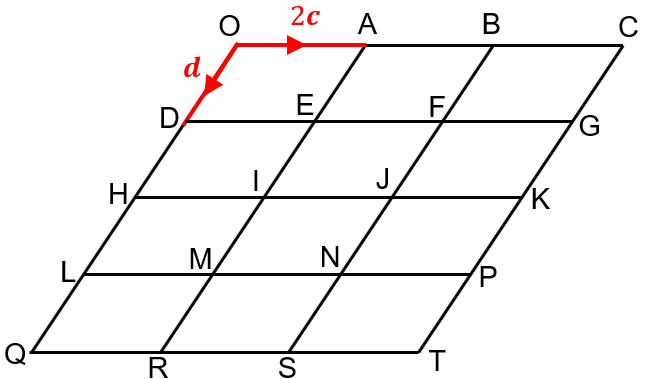 O 2c A B C
d
D E F G
H I J K
L M N P
Q R S T